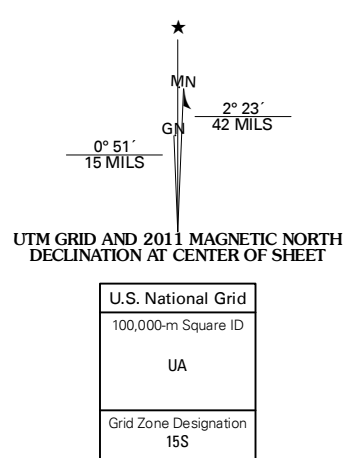 ★
MN
GN
2° 23´
42 MILS
0° 51´
15 MILS
UTM GRID AND 2011 MAGNETIC NORTH
DECLINATION AT CENTER OF SHEET
U.S. National Grid
100,000-m Square ID
UA
Grid Zone Designation
15S